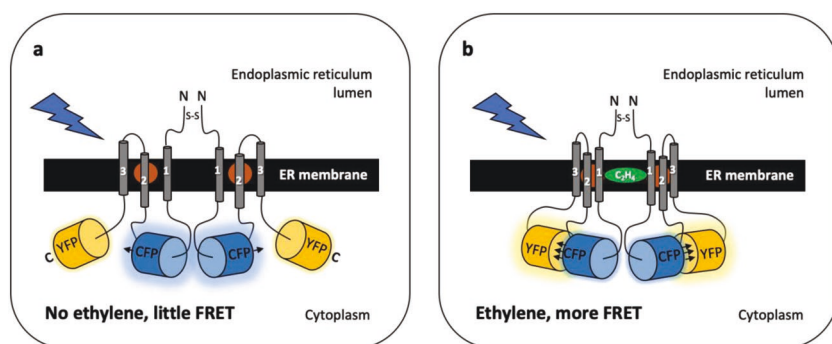 a
Endoplasmic reticulum
lumen
N N
S-S
3 2 1 1 2 3
ER membrane
C YFP CFP CFP YFP C
No ethylene, little FRET
Cytoplasm
b
Endoplasmic reticulum
lumen
N N
S-S
3 2 1 C₂H₄ 1 2 3
ER membrane
YFP CFP CFP YFP
Ethylene, more FRET
Cytoplasm